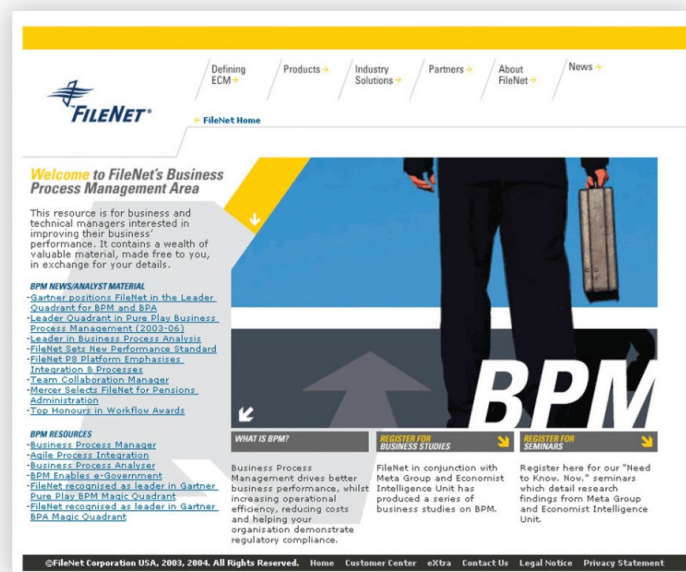 Defining
ECM→
Products→
Industry
Solutions→
Partners→
About
FileNet→
News→
FILENET®
← FileNet Home
Welcome to FileNet's Business
Process Management Area
This resource is for business and
technical managers interested in
improving their business'
performance. It contains a wealth of
valuable material, made free to you,
in exchange for your details.
BPM NEWS/ANALYST MATERIAL
-Gartner positions FileNet in the Leader
Quadrant for BPM and BPA
-Leader Quadrant in Pure Play Business
Process Management (2003-06)
-Leader in Business Process Analysis
-FileNet Sets New Performance Standard
-FileNet P8 Platform Emphasises
Integration & Processes
-Team Collaboration Manager
-Mercer Selects FileNet for Pensions
Administration
-Top Honours in Workflow Awards
BPM RESOURCES
-Business Process Manager
-Agile Process Integration
-Business Process Analyser
-BPM Enables e-Government
-FileNet recognised as leader in Gartner
Pure Play BPM Magic Quadrant
-FileNet recognised as leader in Gartner
BPA Magic Quadrant
BPM
WHAT IS BPM?
Business Process
Management drives better
business performance, whilst
increasing operational
efficiency, reducing costs
and helping your
organisation demonstrate
regulatory compliance.
REGISTER FOR
BUSINESS STUDIES
FileNet in conjunction with
Meta Group and Economist
Intelligence Unit has
produced a series of
business studies on BPM.
REGISTER FOR
SEMINARS
Register here for our "Need
to Know. Now." seminars
which detail research
findings from Meta Group
and Economist Intelligence
Unit.
©FileNet Corporation USA, 2003, 2004. All Rights Reserved. Home Customer Center eXtra Contact Us Legal Notice Privacy Statement